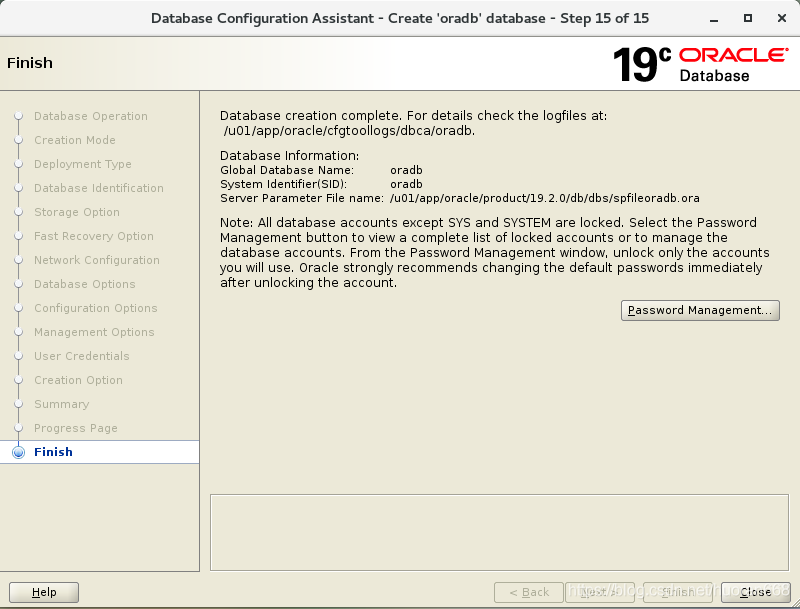 Database Configuration Assistant - Create 'oradb' database - Step 15 of 15
Finish
19c ORACLE
Database
Database Operation
Creation Mode
Deployment Type
Database Identification
Storage Option
Fast Recovery Option
Network Configuration
Database Options
Configuration Options
Management Options
User Credentials
Creation Option
Summary
Progress Page
Finish
Database creation complete. For details check the logfiles at:
/u01/app/oracle/cfgtoollogs/dbca/oradb.
Database Information:
Global Database Name: oradb
System Identifier(SID): oradb
Server Parameter File name: /u01/app/oracle/product/19.2.0/db/dbs/spfileoradb.ora
Note: All database accounts except SYS and SYSTEM are locked. Select the Password
Management button to view a complete list of locked accounts or to manage the
database accounts. From the Password Management window, unlock only the accounts
you will use. Oracle strongly recommends changing the default passwords immediately
after unlocking the account.
Password Management...
Help
< Back
Next >
Finish
Close